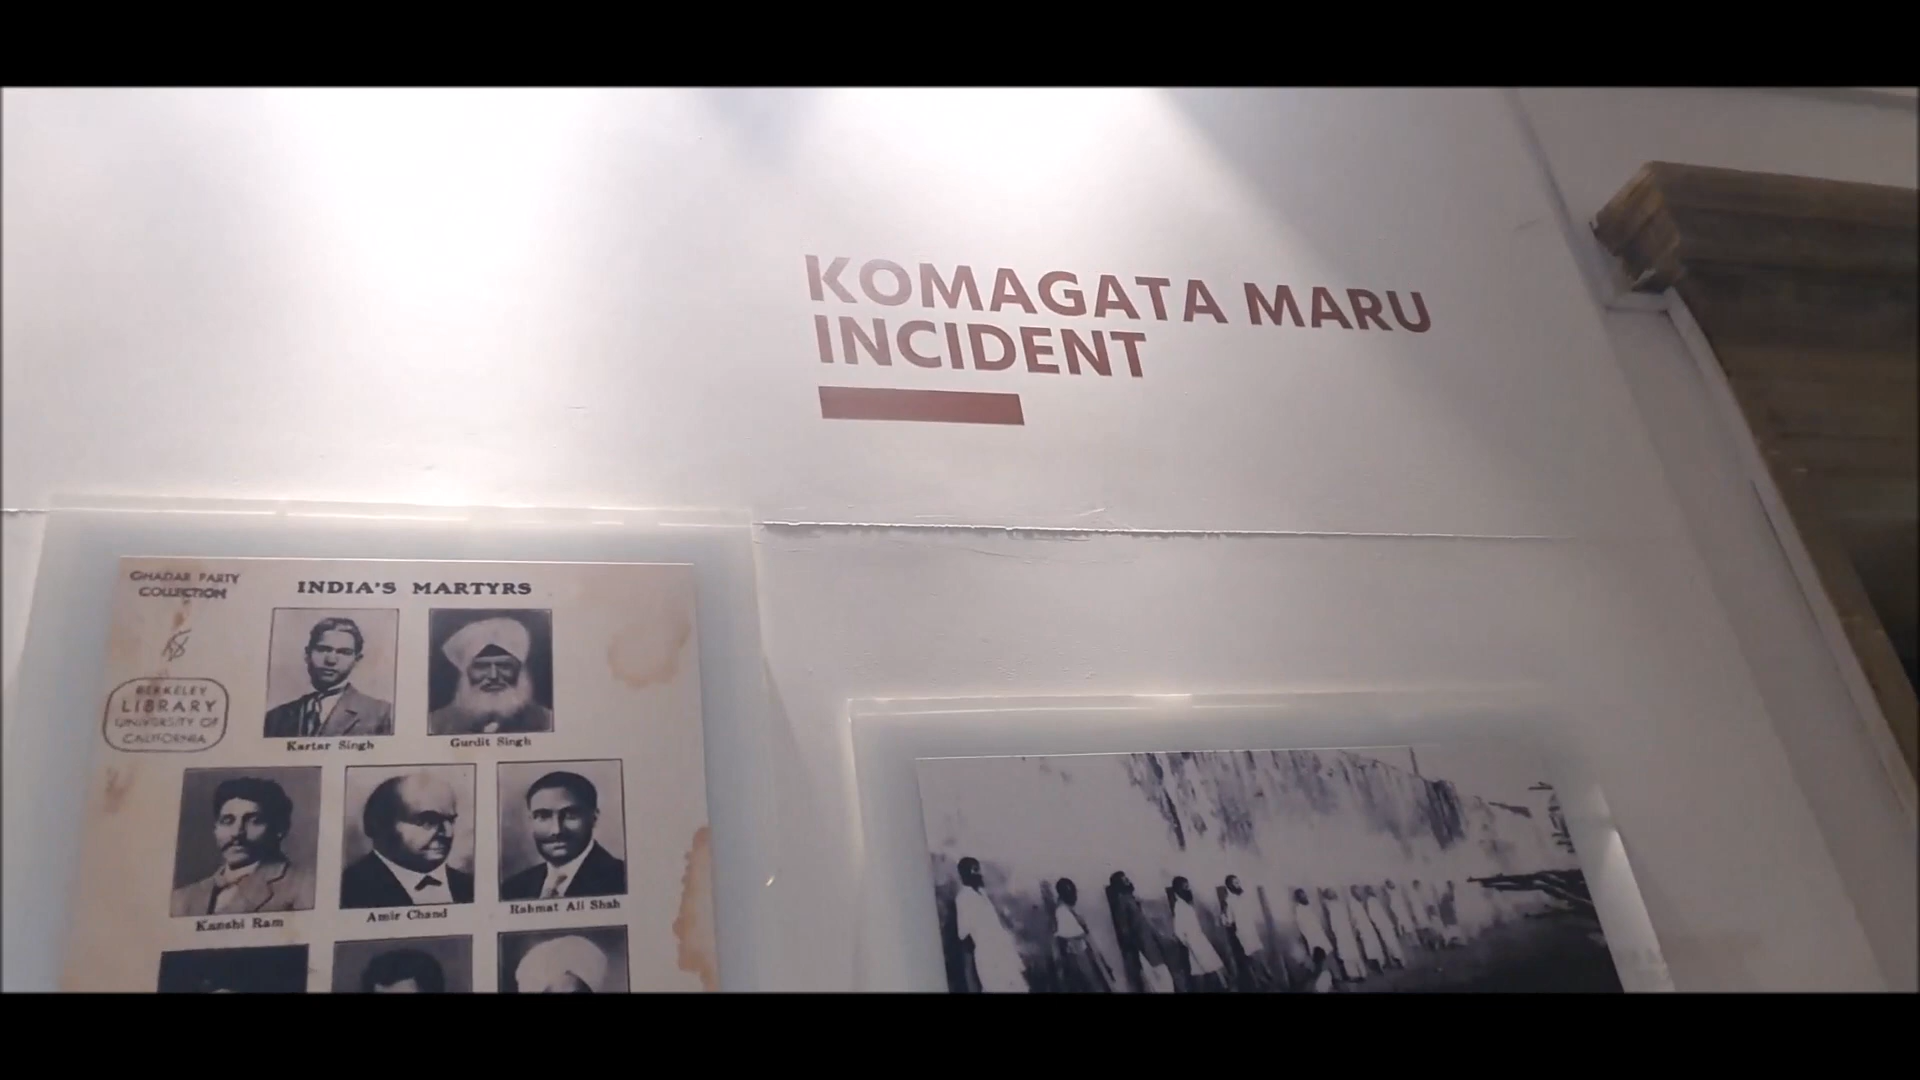 KOMAGATA MARU
INCIDENT
GHADAR PARTY
COLLECTION
INDIA'S MARTYRS
BERKELEY
LIBRARY
UNIVERSITY OF
CALIFORNIA
Kartar Singh
Gurdit Singh
Kanshi Ram
Amir Chand
Rahmat Ali Shah